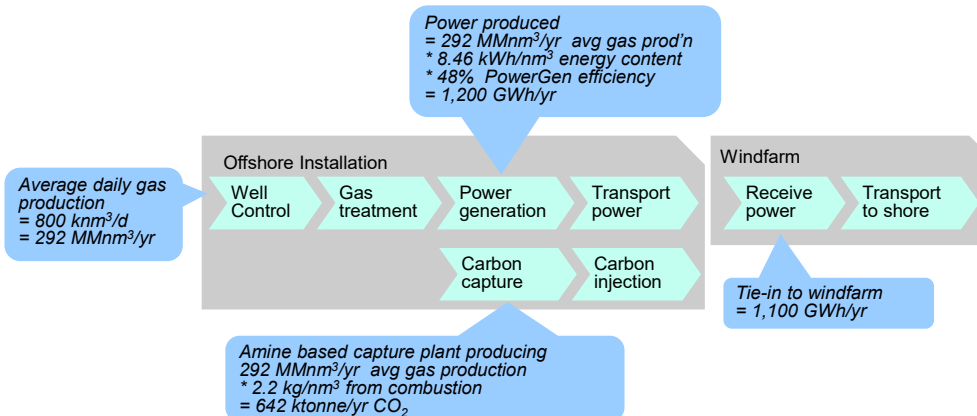 Power produced
= 292 MMnm³/yr avg gas prod'n
* 8.46 kWh/nm³ energy content
* 48% PowerGen efficiency
= 1,200 GWh/yr
Offshore Installation
Windfarm
Average daily gas
production
= 800 knm³/d
= 292 MMnm³/yr
Well
Control
Gas
treatment
Power
generation
Transport
power
Receive
power
Transport
to shore
Carbon
capture
Carbon
injection
Tie-in to windfarm
= 1,100 GWh/yr
Amine based capture plant producing
292 MMnm³/yr avg gas production
* 2.2 kg/nm³ from combustion
= 642 ktonne/yr CO₂